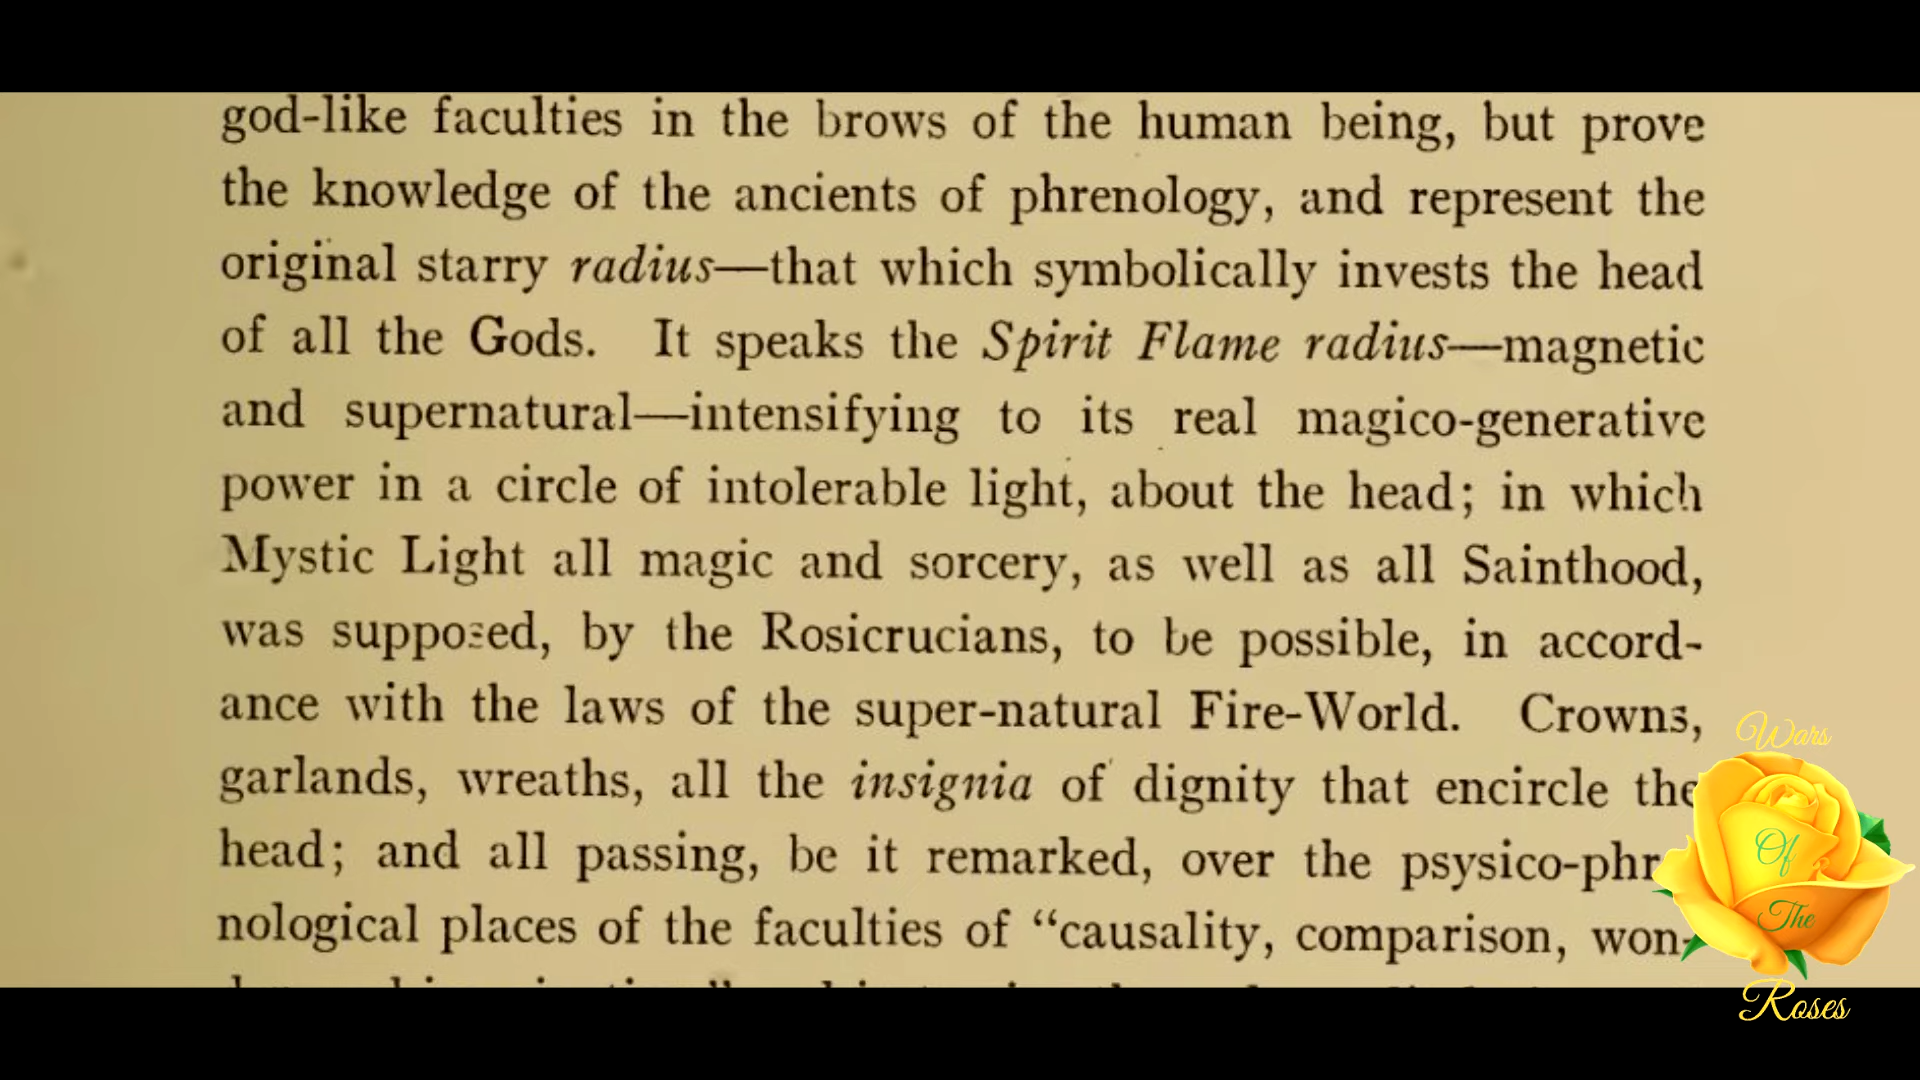 god-like faculties in the brows of the human being, but prove
the knowledge of the ancients of phrenology, and represent the
original starry radius—that which symbolically invests the head
of all the Gods. It speaks the Spirit Flame radius—magnetic
and supernatural—intensifying to its real magico-generative
power in a circle of intolerable light, about the head; in which
Mystic Light all magic and sorcery, as well as all Sainthood,
was supposed, by the Rosicrucians, to be possible, in accord-
ance with the laws of the super-natural Fire-World. Crowns,
garlands, wreaths, all the insignia of dignity that encircle the
head; and all passing, be it remarked, over the psysico-phr
nological places of the faculties of “causality, comparison, won-
Wars
Of
The
Roses